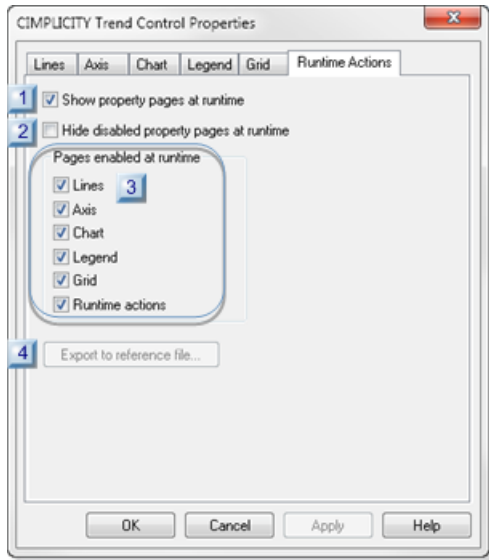 CIMPLICITY Trend Control Properties
Lines Axis Chart Legend Grid Runtime Actions
1 Show property pages at runtime
2 Hide disabled property pages at runtime
Pages enabled at runtime
Lines 3
Axis
Chart
Legend
Grid
Runtime actions
4 Export to reference file...
OK Cancel Apply Help